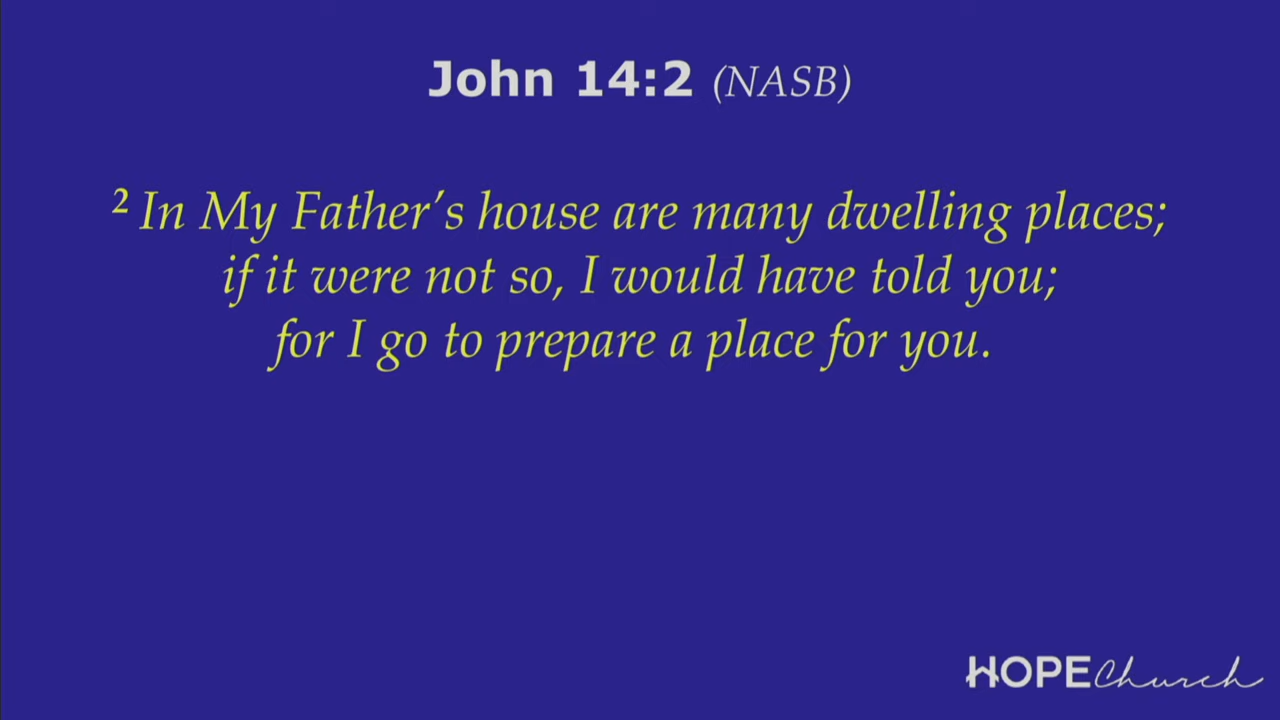 John 14:2 (NASB)
2 In My Father’s house are many dwelling places;
if it were not so, I would have told you;
for I go to prepare a place for you.
HOPE Church